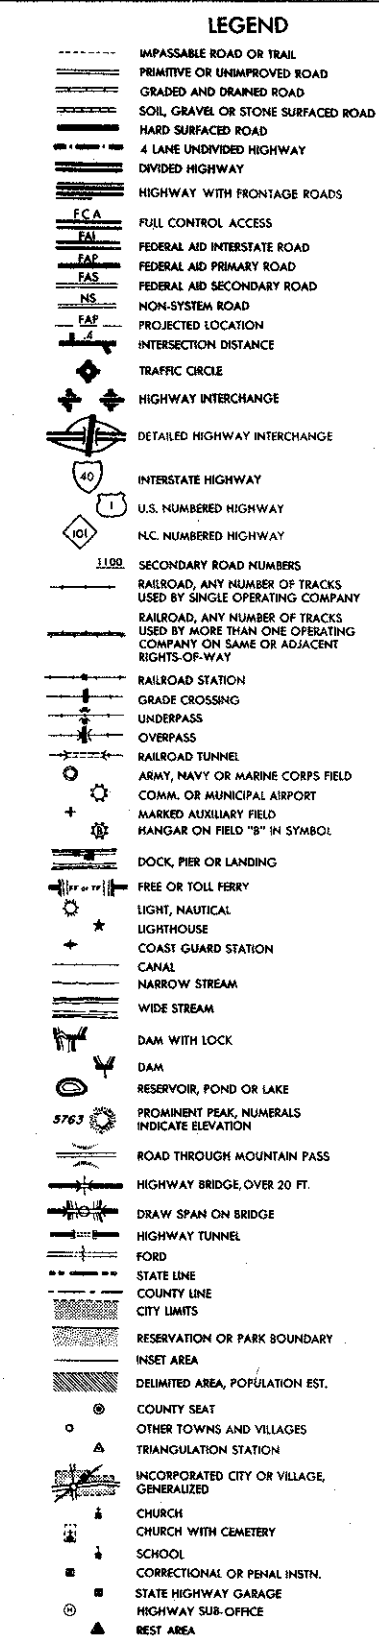 LEGEND
IMPASSABLE ROAD OR TRAIL
PRIMITIVE OR UNIMPROVED ROAD
GRADED AND DRAINED ROAD
SOIL, GRAVEL OR STONE SURFACED ROAD
HARD SURFACED ROAD
4 LANE UNDIVIDED HIGHWAY
DIVIDED HIGHWAY
HIGHWAY WITH FRONTAGE ROADS
FCA FULL CONTROL ACCESS
FAI FEDERAL AID INTERSTATE ROAD
FAP FEDERAL AID PRIMARY ROAD
FAS FEDERAL AID SECONDARY ROAD
NS NON-SYSTEM ROAD
FAP PROJECTED LOCATION
.4 INTERSECTION DISTANCE
TRAFFIC CIRCLE
HIGHWAY INTERCHANGE
DETAILED HIGHWAY INTERCHANGE
40 INTERSTATE HIGHWAY
1 U.S. NUMBERED HIGHWAY
101 N.C. NUMBERED HIGHWAY
1100 SECONDARY ROAD NUMBERS
RAILROAD, ANY NUMBER OF TRACKS
USED BY SINGLE OPERATING COMPANY
RAILROAD, ANY NUMBER OF TRACKS
USED BY MORE THAN ONE OPERATING
COMPANY ON SAME OR ADJACENT
RIGHTS-OF-WAY
RAILROAD STATION
GRADE CROSSING
UNDERPASS
OVERPASS
RAILROAD TUNNEL
ARMY, NAVY OR MARINE CORPS FIELD
COMM. OR MUNICIPAL AIRPORT
MARKED AUXILIARY FIELD
B HANGAR ON FIELD "B" IN SYMBOL
DOCK, PIER OR LANDING
FF or TF FREE OR TOLL FERRY
LIGHT, NAUTICAL
LIGHTHOUSE
COAST GUARD STATION
CANAL
NARROW STREAM
WIDE STREAM
DAM WITH LOCK
DAM
RESERVOIR, POND OR LAKE
5763 PROMINENT PEAK, NUMERALS
INDICATE ELEVATION
ROAD THROUGH MOUNTAIN PASS
HIGHWAY BRIDGE, OVER 20 FT.
DRAW SPAN ON BRIDGE
HIGHWAY TUNNEL
FORD
STATE LINE
COUNTY LINE
CITY LIMITS
RESERVATION OR PARK BOUNDARY
INSET AREA
DELIMITED AREA, POPULATION EST.
COUNTY SEAT
OTHER TOWNS AND VILLAGES
TRIANGULATION STATION
INCORPORATED CITY OR VILLAGE,
GENERALIZED
CHURCH
CHURCH WITH CEMETERY
SCHOOL
CORRECTIONAL OR PENAL INSTN.
STATE HIGHWAY GARAGE
H HIGHWAY SUB-OFFICE
REST AREA